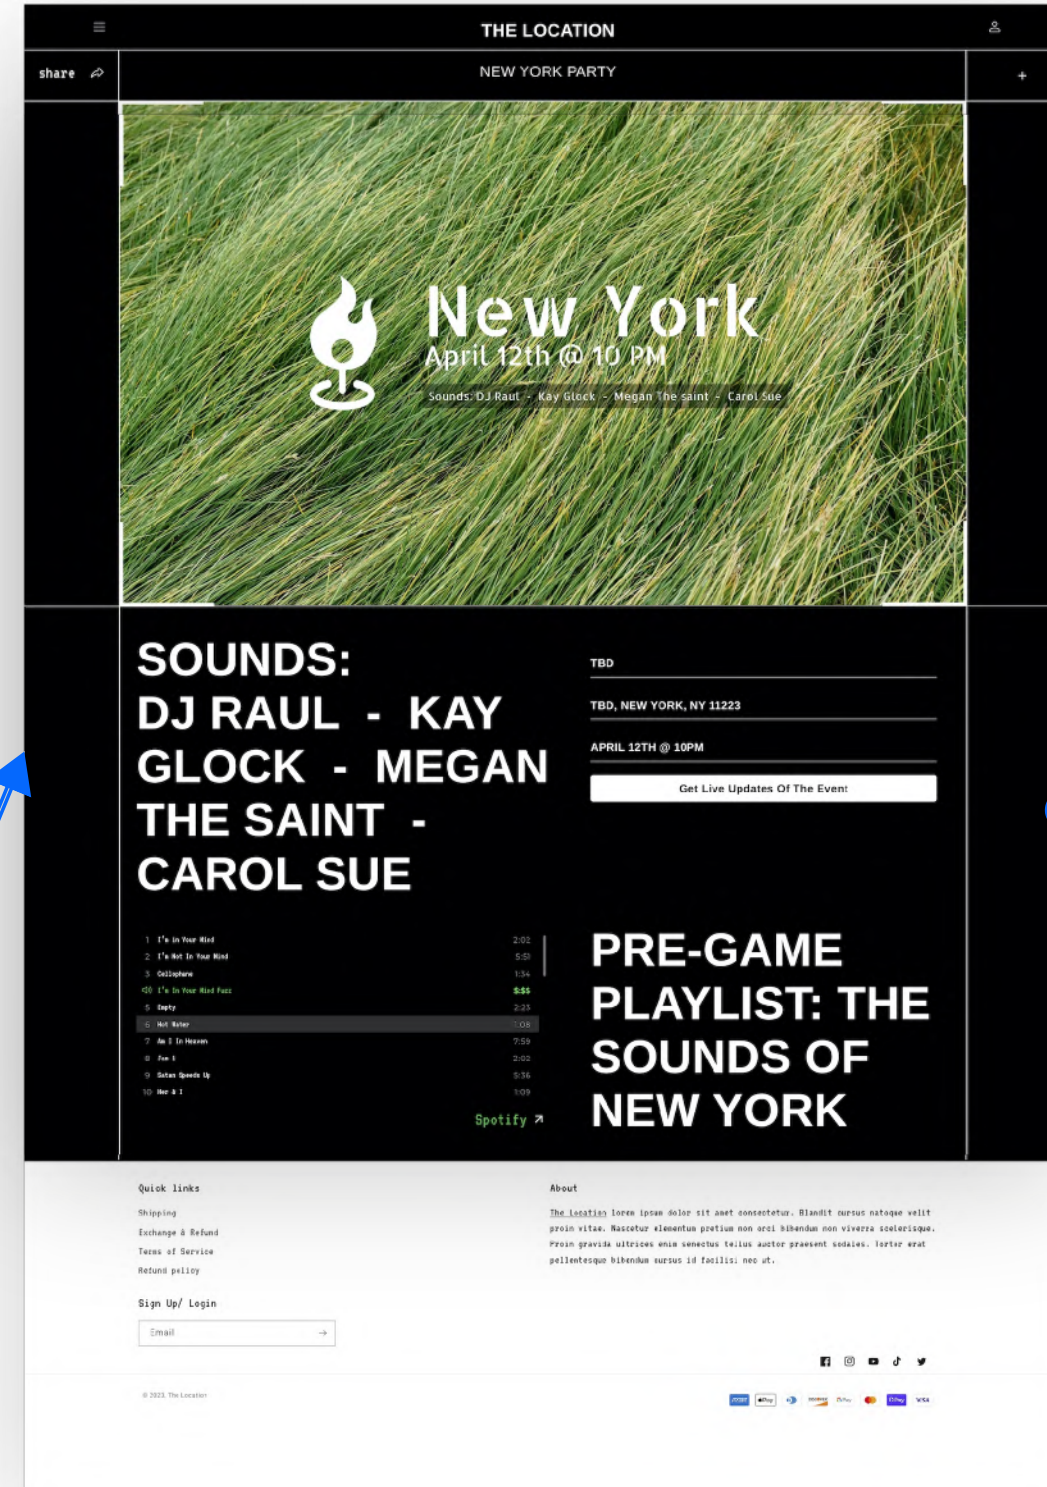 THE LOCATION
share
NEW YORK PARTY
+
New York
April 12th @ 10 PM
Sounds: DJ Raul - Kay Glock - Megan The saint - Carol Sue
SOUNDS:
DJ RAUL - KAY
GLOCK - MEGAN
THE SAINT -
CAROL SUE
TBD
TBD, NEW YORK, NY 11223
APRIL 12TH @ 10PM
Get Live Updates Of The Event
1 I'm in Your Mind 2:02
2 I'm Not In Your Mind 5:51
3 Cellophane 1:34
I'm In Your Mind Fuzz
5 Empty 2:23
6 Hot Water 1:08
7 Am I In Heaven 7:59
8 2:02
9 Satan Speeds Up 5:36
10 Her & I 1:09
Spotify
PRE-GAME
PLAYLIST: THE
SOUNDS OF
NEW YORK
Quick links
Shipping
Exchange & Refund
Terms of Service
Refund policy
Sign Up/ Login
Email
About
The Location lorem ipsum dolor sit amet consectetur. Blandit cursus natoque velit
proin vitae. Nascetur elementum pretium non orci bibendum non viverra scelerisque.
Proin gravida ultrices enim senectus tellus auctor praesent sodales. Tortor erat
pellentesque bibendum cursus id facilisi nec ut.
© 2023, The Location
Pay
VISA